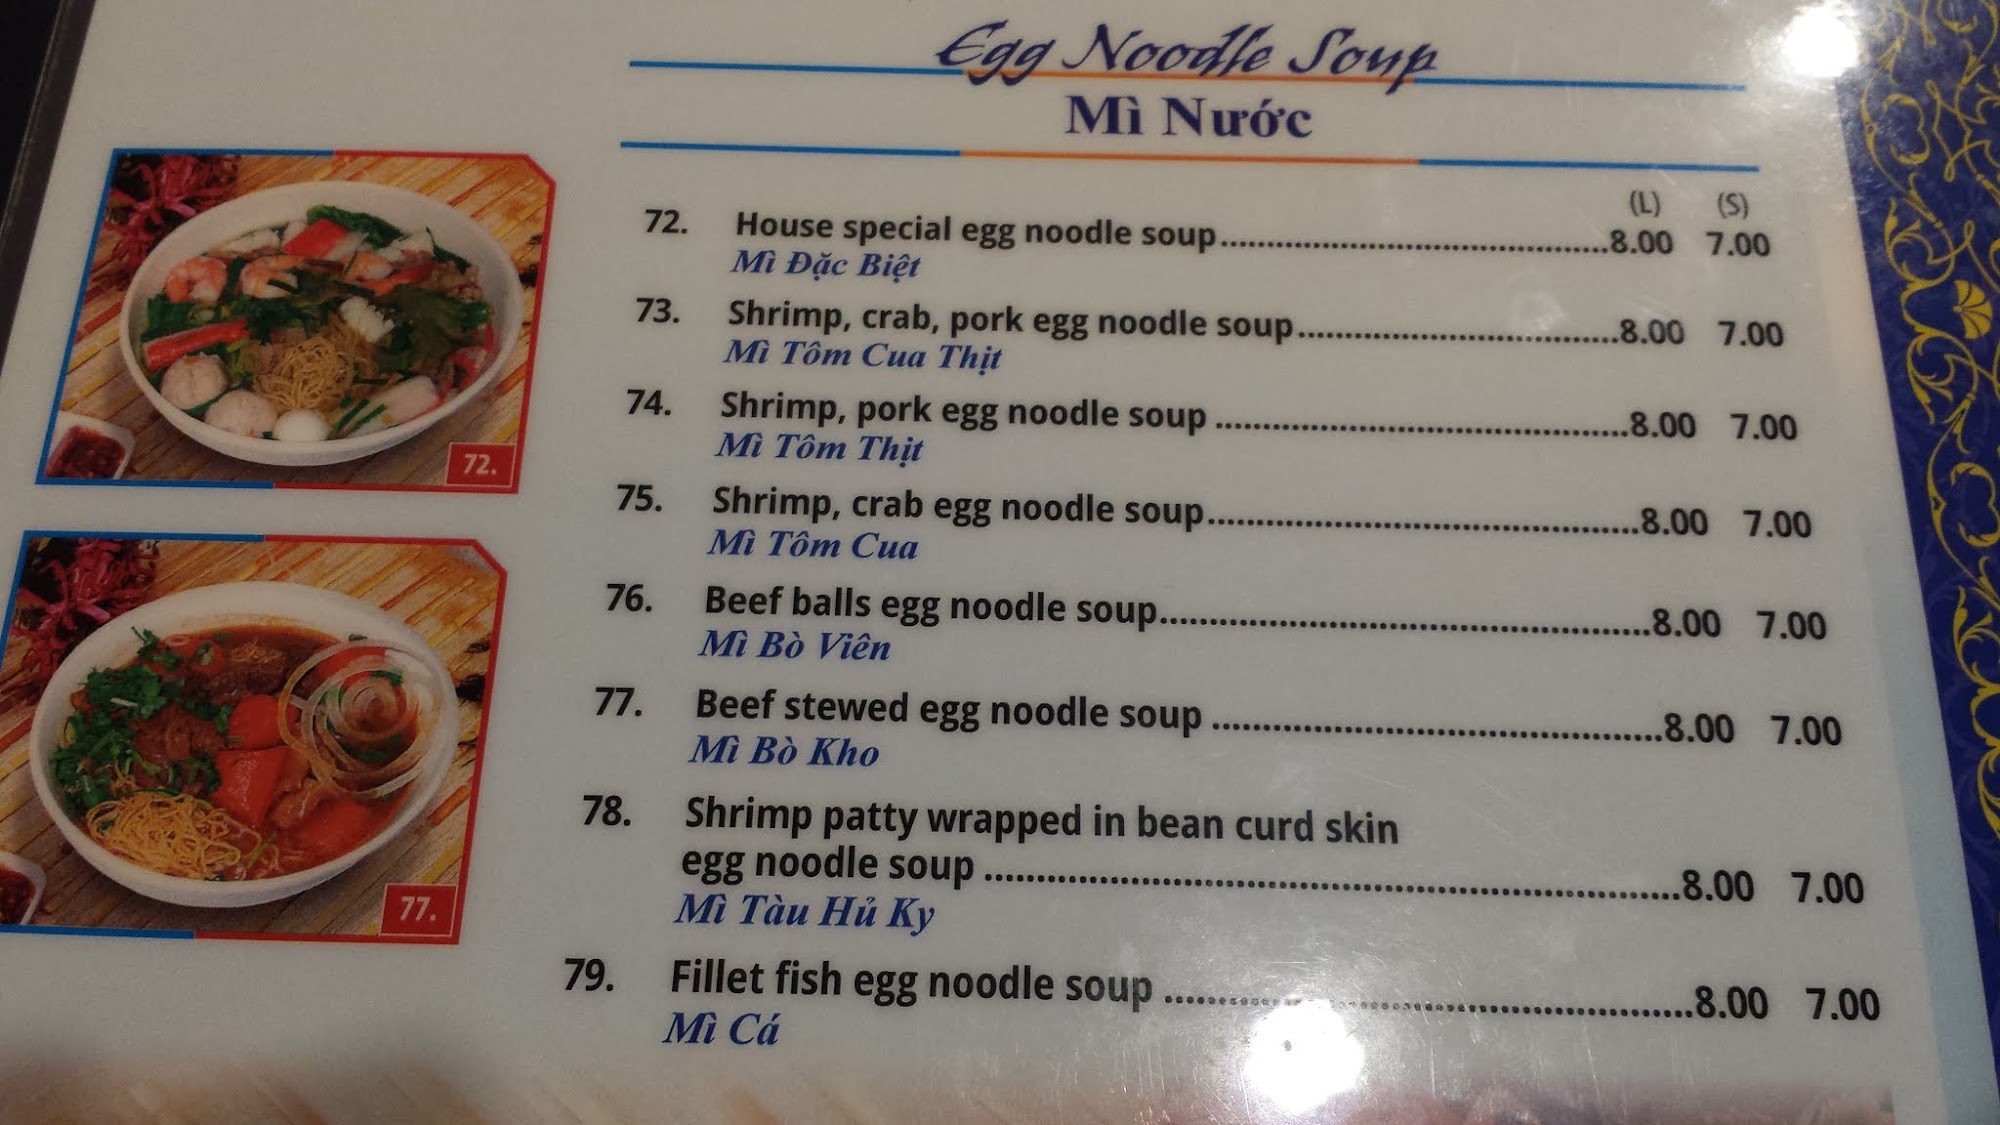 Egg Noodle Soup
Mì Nước
(L) (S)
72. House special egg noodle soup......................................8.00 7.00
Mì Đặc Biệt
73. Shrimp, crab, pork egg noodle soup................................8.00 7.00
Mì Tôm Cua Thịt
74. Shrimp, pork egg noodle soup .........................................8.00 7.00
Mì Tôm Thịt
75. Shrimp, crab egg noodle soup..........................................8.00 7.00
Mì Tôm Cua
76. Beef balls egg noodle soup................................................8.00 7.00
Mì Bò Viên
77. Beef stewed egg noodle soup ...........................................8.00 7.00
Mì Bò Kho
78. Shrimp patty wrapped in bean curd skin
egg noodle soup ..................................................................8.00 7.00
Mì Tàu Hủ Ky
79. Fillet fish egg noodle soup ..................................................8.00 7.00
Mì Cá
72.
77.